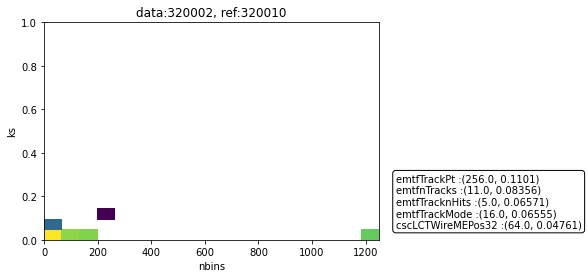 data:320002, ref:320010
1.0
0.8
0.6
0.4
0.2
0.0
ks
0 200 400 600 800 1000 1200
nbins
emtfTrackPt :(256.0, 0.1101)
emtfnTracks :(11.0, 0.08356)
emtfTracknHits :(5.0, 0.06571)
emtfTrackMode :(16.0, 0.06555)
cscLCTWireMEPos32 :(64.0, 0.04761)